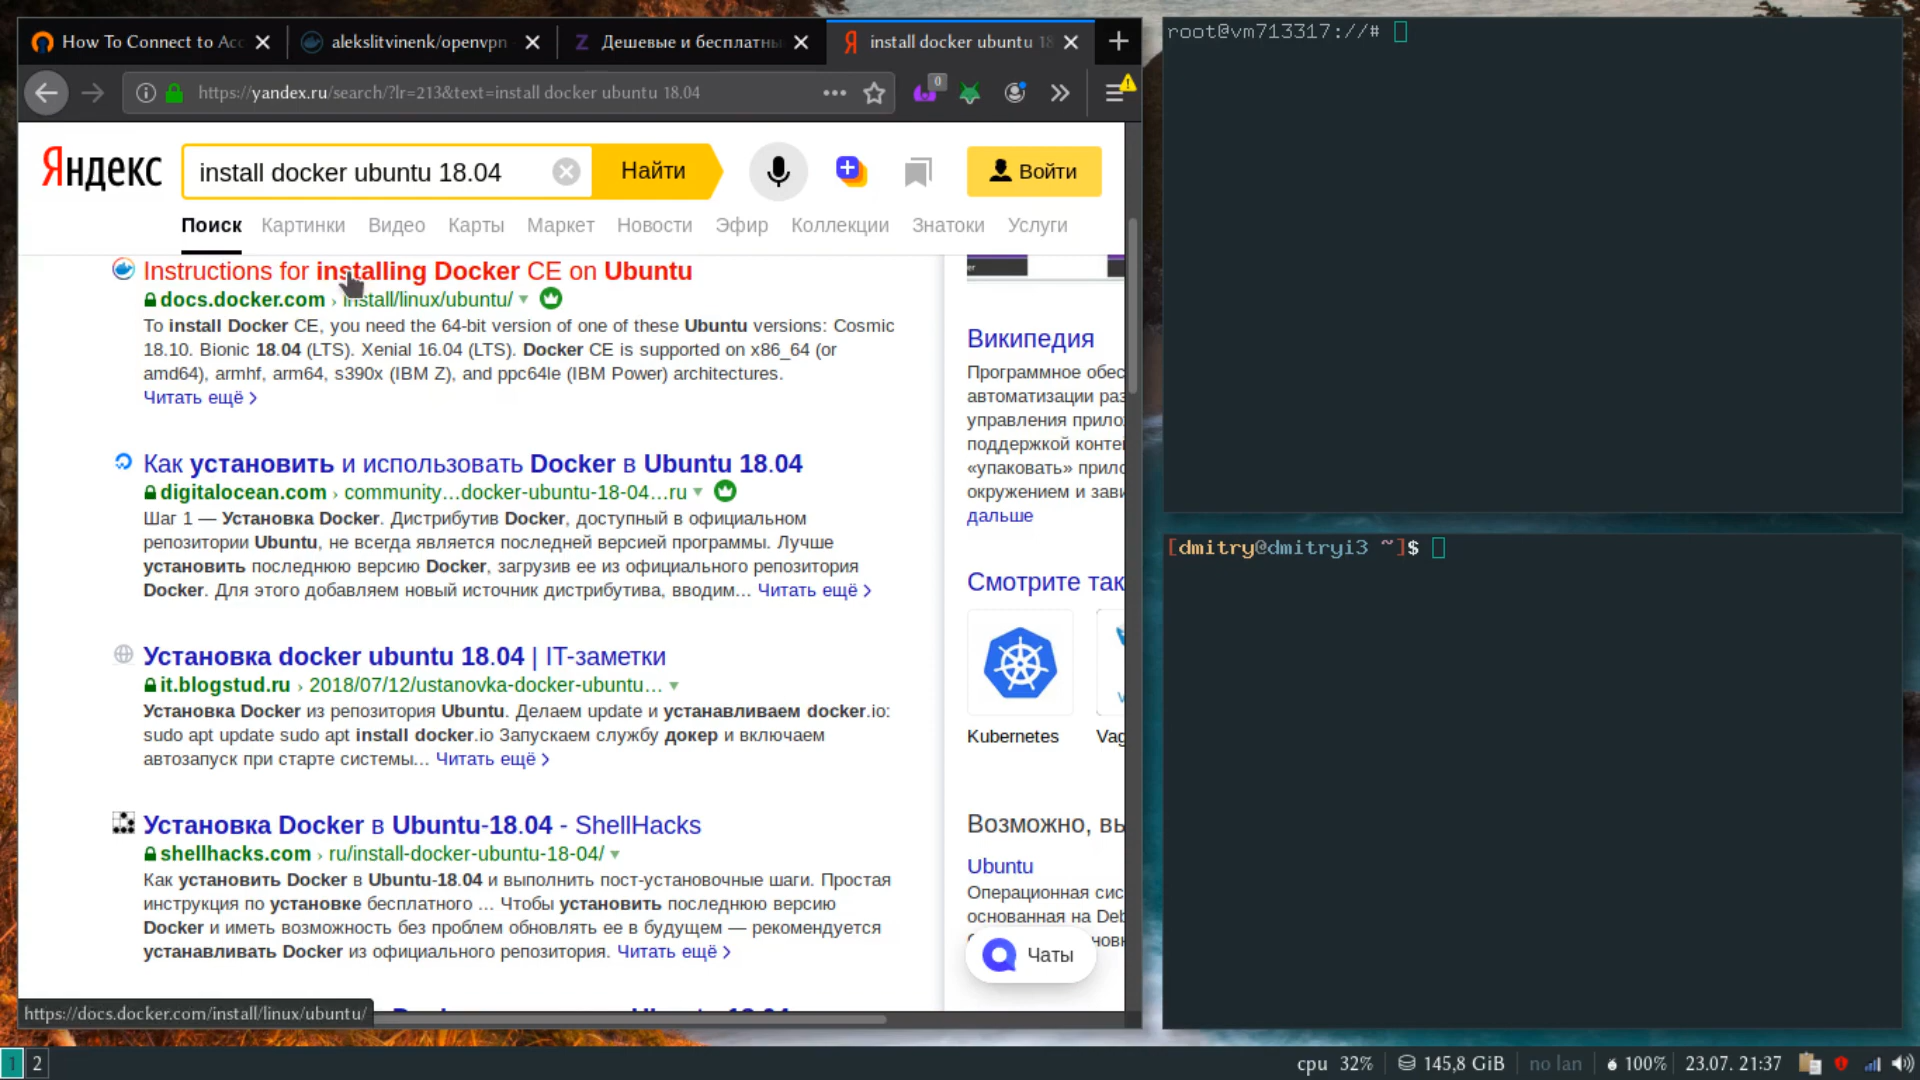 How To Connect to Acc
alekslitvinenk/openvpn
Дешевые и бесплатны
install docker ubuntu 18
https://yandex.ru/search/?lr=213&text=install docker ubuntu 18.04
0
Яндекс
install docker ubuntu 18.04
Найти
Войти
Поиск Картинки Видео Карты Маркет Новости Эфир Коллекции Знатоки Услуги
Instructions for installing Docker CE on Ubuntu
docs.docker.com › install/linux/ubuntu/
To install Docker CE, you need the 64-bit version of one of these Ubuntu versions: Cosmic
18.10. Bionic 18.04 (LTS). Xenial 16.04 (LTS). Docker CE is supported on x86_64 (or
amd64), armhf, arm64, s390x (IBM Z), and ppc64le (IBM Power) architectures.
Читать ещё ›
Как установить и использовать Docker в Ubuntu 18.04
digitalocean.com › community...docker-ubuntu-18-04...ru
Шаг 1 — Установка Docker. Дистрибутив Docker, доступный в официальном
репозитории Ubuntu, не всегда является последней версией программы. Лучше
установить последнюю версию Docker, загрузив ее из официального репозитория
Docker. Для этого добавляем новый источник дистрибутива, вводим... Читать ещё ›
Установка docker ubuntu 18.04 | IT-заметки
it.blogstud.ru › 2018/07/12/ustanovka-docker-ubuntu...
Установка Docker из репозитория Ubuntu. Делаем update и устанавливаем docker.io:
sudo apt update sudo apt install docker.io Запускаем службу докер и включаем
автозапуск при старте системы... Читать ещё ›
Установка Docker в Ubuntu-18.04 - ShellHacks
shellhacks.com › ru/install-docker-ubuntu-18-04/
Как установить Docker в Ubuntu-18.04 и выполнить пост-установочные шаги. Простая
инструкция по установке бесплатного ... Чтобы установить последнюю версию
Docker и иметь возможность без проблем обновлять ее в будущем — рекомендуется
устанавливать Docker из официального репозитория. Читать ещё ›
https://docs.docker.com/install/linux/ubuntu/
Википедия
Программное обес
автоматизации раз
управления прилож
поддержкой контей
«упаковать» прило
окружением и зави
дальше
Смотрите так
Kubernetes
Vag
Возможно, вы
Ubuntu
Операционная сис
основанная на Deb
Чаты
root@vm713317://#
[dmitry@dmitryi3 ~]$
1 2
cpu 32% 145,8 GiB no lan 100% 23.07. 21:37